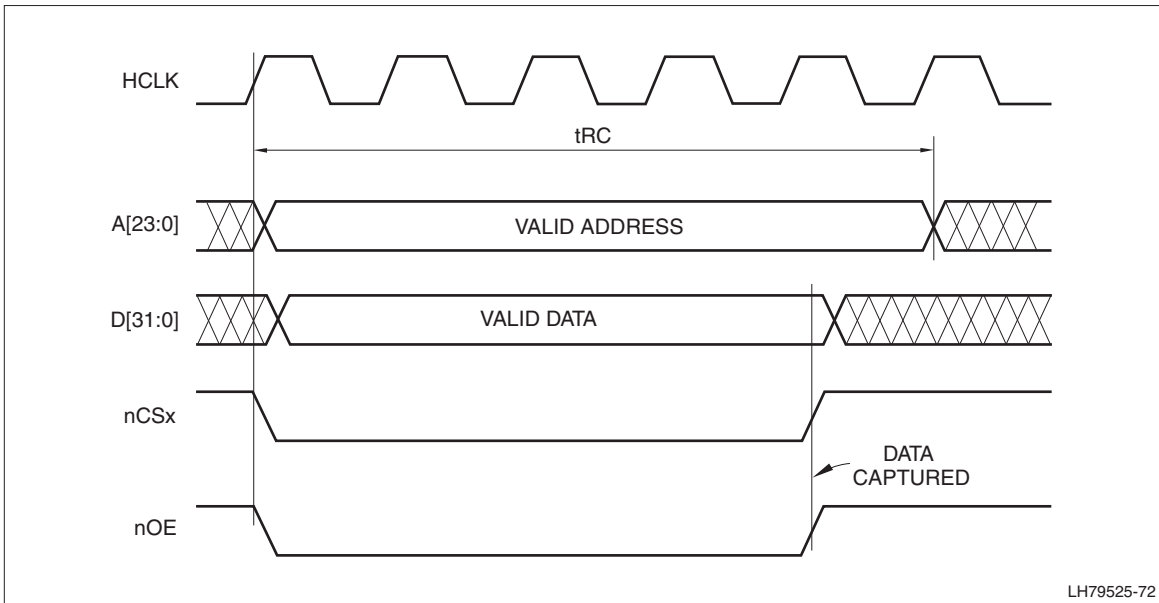 HCLK
tRC
A[23:0]
VALID ADDRESS
D[31:0]
VALID DATA
nCSx
DATA
CAPTURED
nOE
LH79525-72